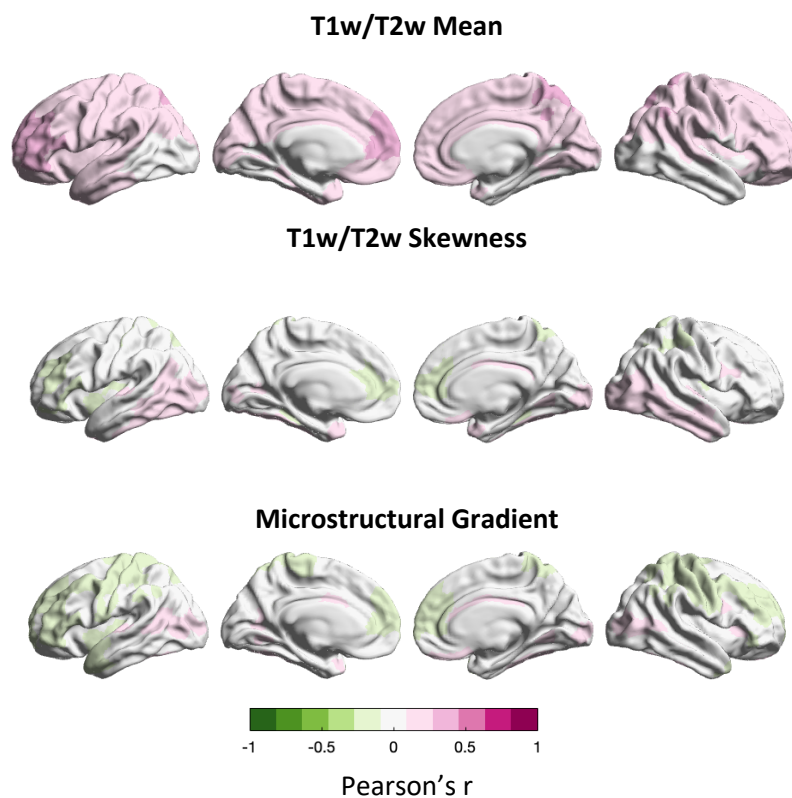 T1w/T2w Mean
T1w/T2w Skewness
Microstructural Gradient
-1 -0.5 0 0.5 1
Pearson's r